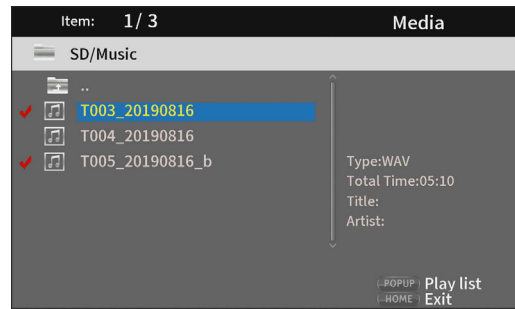 Item: 1/ 3 Media
SD/Music
..
T003_20190816
T004_20190816
T005_20190816_b
Type:WAV
Total Time:05:10
Title:
Artist:
POPUP Play list
HOME Exit